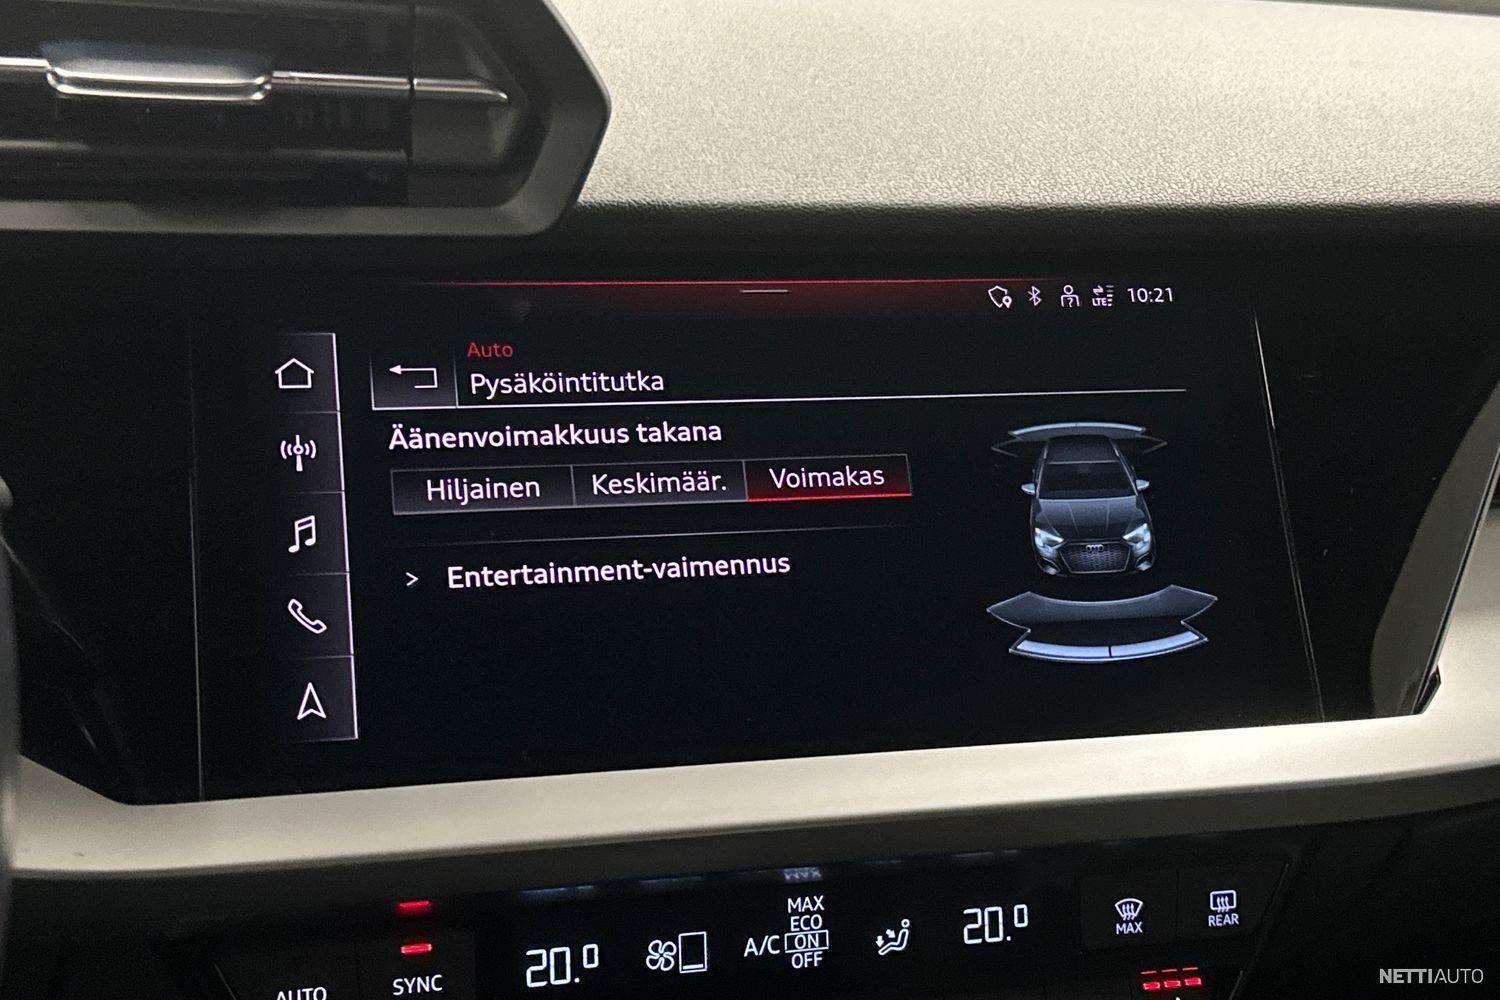 LTE 10:21
Auto
Pysäköintitutka
Äänenvoimakkuus takana
Hiljainen Keskimäär. Voimakas
> Entertainment-vaimennus
MAX
ECO
A/C ON
OFF
20.0
20.0
MAX
REAR
AUTO
SYNC
NETTIAUTO